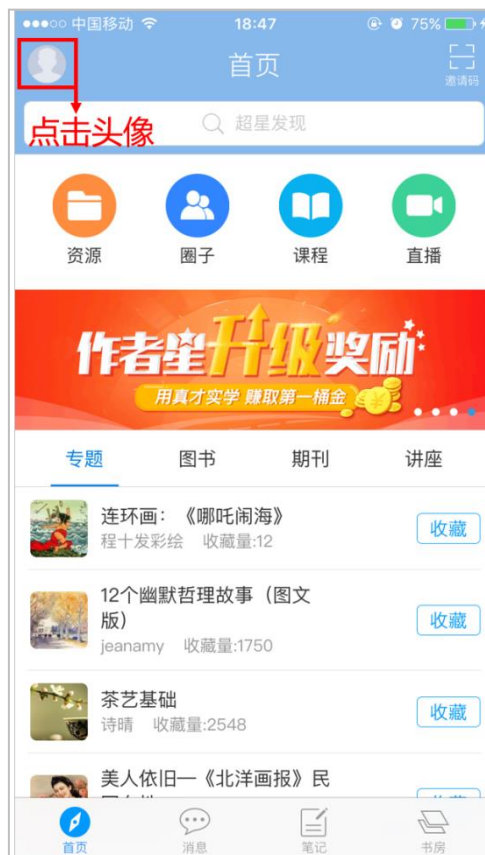 中国移动 18:47 75%
首页
邀请码
点击头像
超星发现
资源 圈子 课程 直播
作者星升级奖励
用真才实学 赚取第一桶金
专题 图书 期刊 讲座
连环画：《哪吒闹海》
程十发彩绘 收藏量:12
收藏
12个幽默哲理故事（图文
版）
jeanamy 收藏量:1750
收藏
茶艺基础
诗晴 收藏量:2548
收藏
美人依旧—《北洋画报》民
首页 消息 笔记 书房